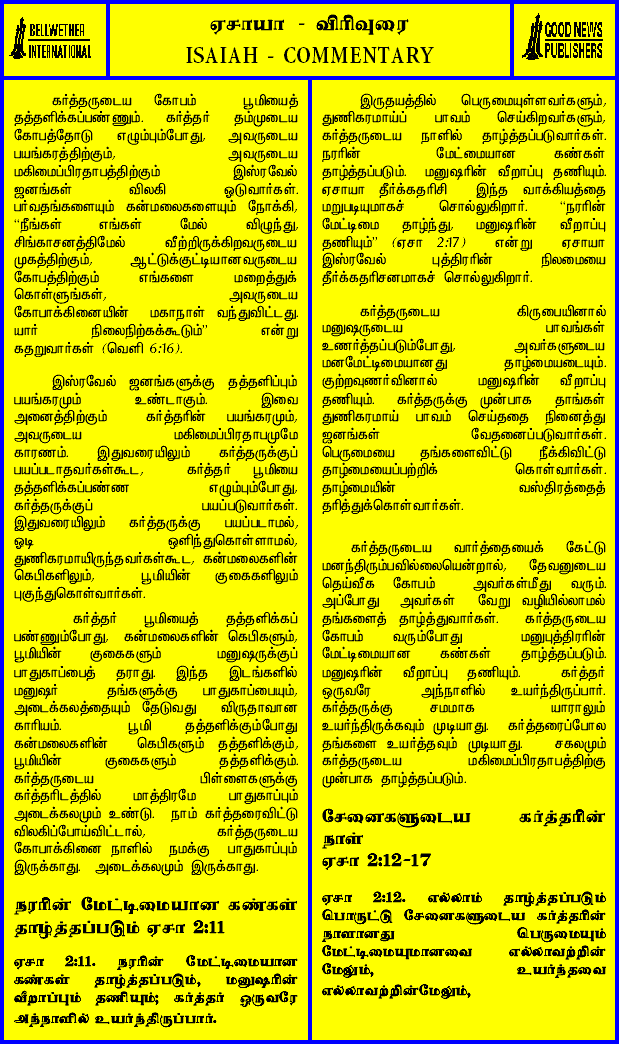 BELLWETHER
INTERNATIONAL
ஏசாயா - விரிவுரை
ISAIAH - COMMENTARY
GOOD NEWS
PUBLISHERS
கர்த்தருடைய கோபம் பூமியைத்
தத்தளிக்கப்பண்ணும். கர்த்தர் தம்முடைய
கோபத்தோடு எழும்பும்போது, அவருடைய
பயங்கரத்திற்கும், அவருடைய
மகிமைப்பிரதாபத்திற்கும் இஸ்ரவேல்
ஜனங்கள் விலகி ஓடுவார்கள்.
பர்வதங்களையும் கன்மலைகளையும் நோக்கி,
“நீங்கள் எங்கள் மேல் விழுந்து,
சிங்காசனத்திமேல் வீற்றிருக்கிறவருடைய
முகத்திற்கும், ஆட்டுக்குட்டியானவருடைய
கோபத்திற்கும் எங்களை மறைத்துக்
கொள்ளுங்கள், அவருடைய
கோபாக்கினையின் மகாநாள் வந்துவிட்டது.
யார் நிலைநிற்கக்கூடும்” என்று
கதறுவார்கள் (வெளி 6:16).
இஸ்ரவேல் ஜனங்களுக்கு தத்தளிப்பும்
பயங்கரமும் உண்டாகும். இவை
அனைத்திற்கும் கர்த்தரின் பயங்கரமும்,
அவருடைய மகிமைப்பிரதாபமுமே
காரணம். இதுவரையிலும் கர்த்தருக்குப்
பயப்படாதவர்கள்கூட, கர்த்தர் பூமியை
தத்தளிக்கப்பண்ண எழும்பும்போது,
கர்த்தருக்குப் பயப்படுவார்கள்.
இதுவரையிலும் கர்த்தருக்கு பயப்படாமல்,
ஓடி ஒளிந்துகொள்ளாமல்,
துணிகரமாயிருந்தவர்கள்கூட, கன்மலைகளின்
கெபிகளிலும், பூமியின் குகைகளிலும்
புகுந்துகொள்வார்கள்.
கர்த்தர் பூமியைத் தத்தளிக்கப்
பண்ணும்போது, கன்மலைகளின் கெபிகளும்,
பூமியின் குகைகளும் மனுஷருக்குப்
பாதுகாப்பைத் தராது. இந்த இடங்களில்
மனுஷர் தங்களுக்கு பாதுகாப்பையும்,
அடைக்கலத்தையும் தேடுவது விருதாவான
காரியம். பூமி தத்தளிக்கும்போது
கன்மலைகளின் கெபிகளும் தத்தளிக்கும்,
பூமியின் குகைகளும் தத்தளிக்கும்.
கர்த்தருடைய பிள்ளைகளுக்கு
கர்த்தரிடத்தில் மாத்திரமே பாதுகாப்பும்
அடைக்கலமும் உண்டு. நாம் கர்த்தரைவிட்டு
விலகிப்போய்விட்டால், கர்த்தருடைய
கோபாக்கினை நாளில் நமக்கு பாதுகாப்பும்
இருக்காது. அடைக்கலமும் இருக்காது.
நரரின் மேட்டிமையான கண்கள்
தாழ்த்தப்படும் ஏசா 2:11
ஏசா 2:11. நரரின் மேட்டிமையான
கண்கள் தாழ்த்தப்படும், மனுஷரின்
வீறாப்பும் தணியும்; கர்த்தர் ஒருவரே
அந்நாளில் உயர்ந்திருப்பார்.
இருதயத்தில் பெருமையுள்ளவர்களும்,
துணிகரமாய்ப் பாவம் செய்கிறவர்களும்,
கர்த்தருடைய நாளில் தாழ்த்தப்படுவார்கள்.
நரரின் மேட்மையான கண்கள்
தாழ்த்தப்படும். மனுஷரின் வீறாப்பு தணியும்.
ஏசாயா தீர்க்கதரிசி இந்த வாக்கியத்தை
மறுபடியுமாகச் சொல்லுகிறார். “நரரின்
மேட்டிமை தாழ்ந்து, மனுஷரின் வீறாப்பு
தணியும்” (ஏசா 2:17) என்று ஏசாயா
இஸ்ரவேல் புத்திரரின் நிலமையை
தீர்க்கதரிசனமாகச் சொல்லுகிறார்.
கர்த்தருடைய கிருபையினால்
மனுஷருடைய பாவங்கள்
உணர்த்தப்படும்போது, அவர்களுடைய
மனமேட்டிமையானது தாழ்மையடையும்.
குற்றவுணர்வினால் மனுஷரின் வீறாப்பு
தணியும். கர்த்தருக்கு முன்பாக தாங்கள்
துணிகரமாய் பாவம் செய்ததை நினைத்து
ஜனங்கள் வேதனைப்படுவார்கள்.
பெருமையை தங்களைவிட்டு நீக்கிவிட்டு
தாழ்மையைப்பற்றிக் கொள்வார்கள்.
தாழ்மையின் வஸ்திரத்தைத்
தரித்துக்கொள்வார்கள்.
கர்த்தருடைய வார்த்தையைக் கேட்டு
மனந்திரும்பவில்லையென்றால், தேவனுடைய
தெய்வீக கோபம் அவர்கள்மீது வரும்.
அப்போது அவர்கள் வேறு வழியில்லாமல்
தங்களைத் தாழ்த்துவார்கள். கர்த்தருடைய
கோபம் வரும்போது மனுபுத்திரரின்
மேட்டிமையான கண்கள் தாழ்த்தப்படும்.
மனுஷரின் வீறாப்பு தணியும். கர்த்தர்
ஒருவரே அந்நாளில் உயர்ந்திருப்பார்.
கர்த்தருக்கு சமமாக யாராலும்
உயர்ந்திருக்கவும் முடியாது. கர்த்தரைப்போல
தங்களை உயர்த்தவும் முடியாது. சகலமும்
கர்த்தருடைய மகிமைப்பிரதாபத்திற்கு
முன்பாக தாழ்த்தப்படும்.
சேனைகளுடைய கர்த்தரின்
நாள்
ஏசா 2:12-17
ஏசா 2:12. எல்லாம் தாழ்த்தப்படும்
பொருட்டு சேனைகளுடைய கர்த்தரின்
நாளானது பெருமையும்
மேட்டிமையுமானவை எல்லாவற்றின்
மேலும், உயர்ந்தவை
எல்லாவற்றின்மேலும்,